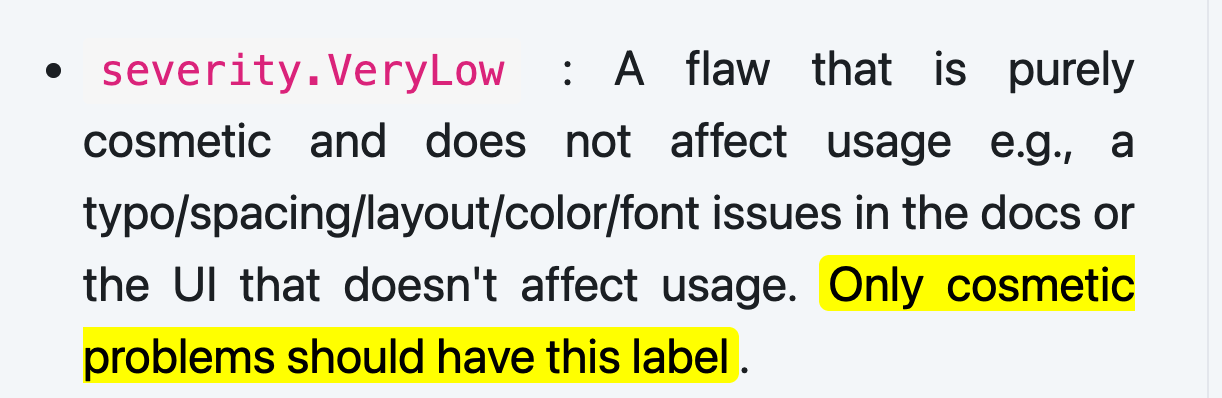 • severity.VeryLow : A flaw that is purely
cosmetic and does not affect usage e.g., a
typo/spacing/layout/color/font issues in the docs or
the UI that doesn't affect usage. Only cosmetic
problems should have this label.